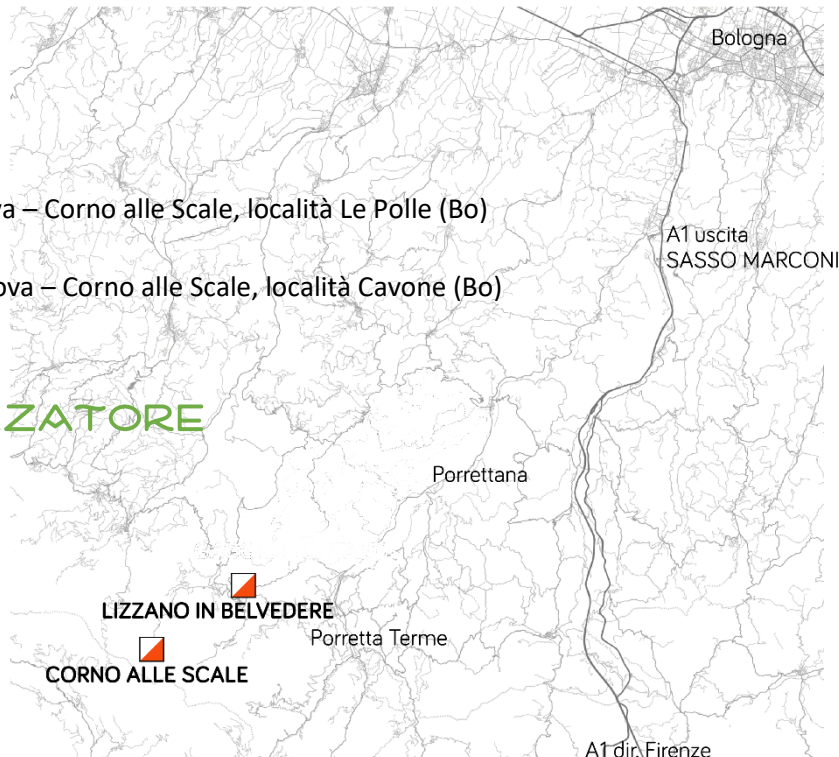 Bologna
va – Corno alle Scale, località Le Polle (Bo)
A1 uscita
SASSO MARCONI
ova – Corno alle Scale, località Cavone (Bo)
ZATORE
Porrettana
LIZZANO IN BELVEDERE
Porretta Terme
CORNO ALLE SCALE
A1 dir. Firenze